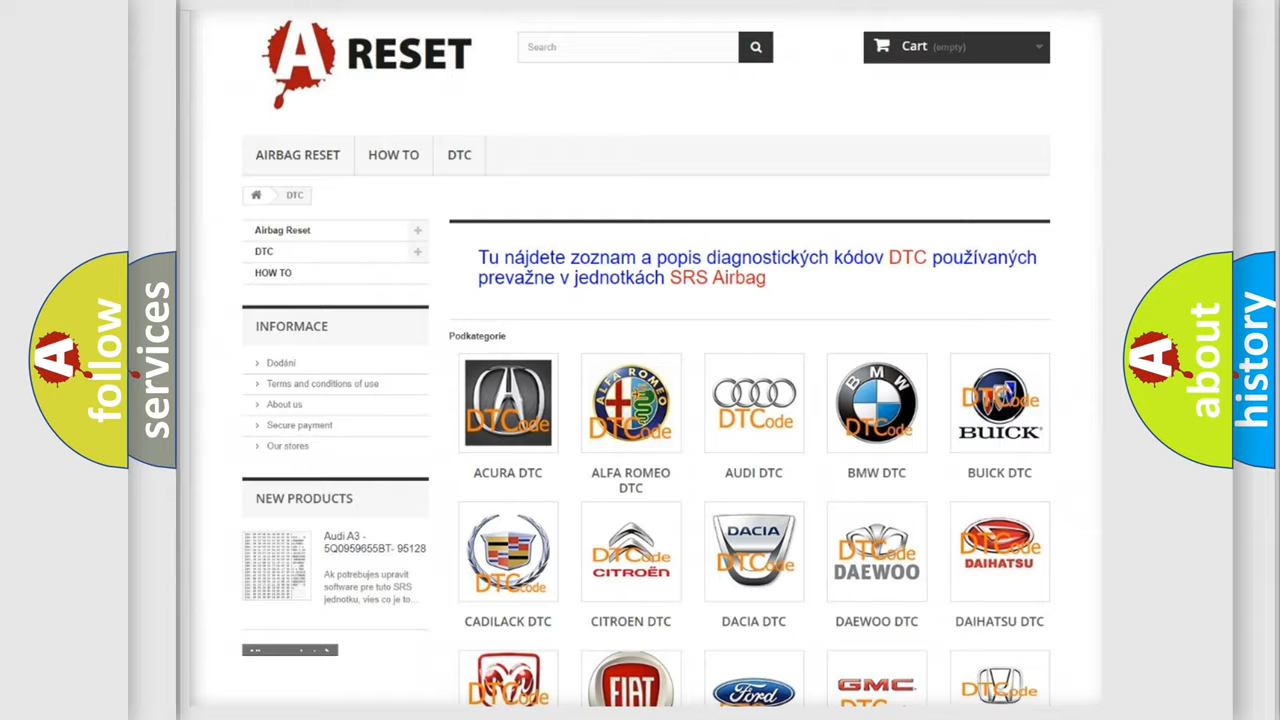 A RESET
Search
Cart (empty)
AIRBAG RESET
HOW TO
DTC
DTC
Airbag Reset
DTC
HOW TO
Tu nájdete zoznam a popis diagnostických kódov DTC používaných
prevažne v jednotkách SRS Airbag
INFORMACE
Dodání
Terms and conditions of use
About us
Secure payment
Our stores
NEW PRODUCTS
Audi A3 -
5Q0959655BT- 95128
Ak potrebujes upravit
software pre tuto SRS
jednotku, vies co je to...
Podkategorie
DTCode
ALFA ROMEO
DTCode
DTCode
BMW
DTCode
DTCode
BUICK
ACURA DTC
ALFA ROMEO
DTC
AUDI DTC
BMW DTC
BUICK DTC
DTCode
DTCode
CITROËN
DACIA
DTCode
DTCode
DAEWOO
DTCode
DAIHATSU
CADILACK DTC
CITROEN DTC
DACIA DTC
DAEWOO DTC
DAIHATSU DTC
DTCode
FIAT
Ford
GMC
DTCode
A follow
services
A about
history